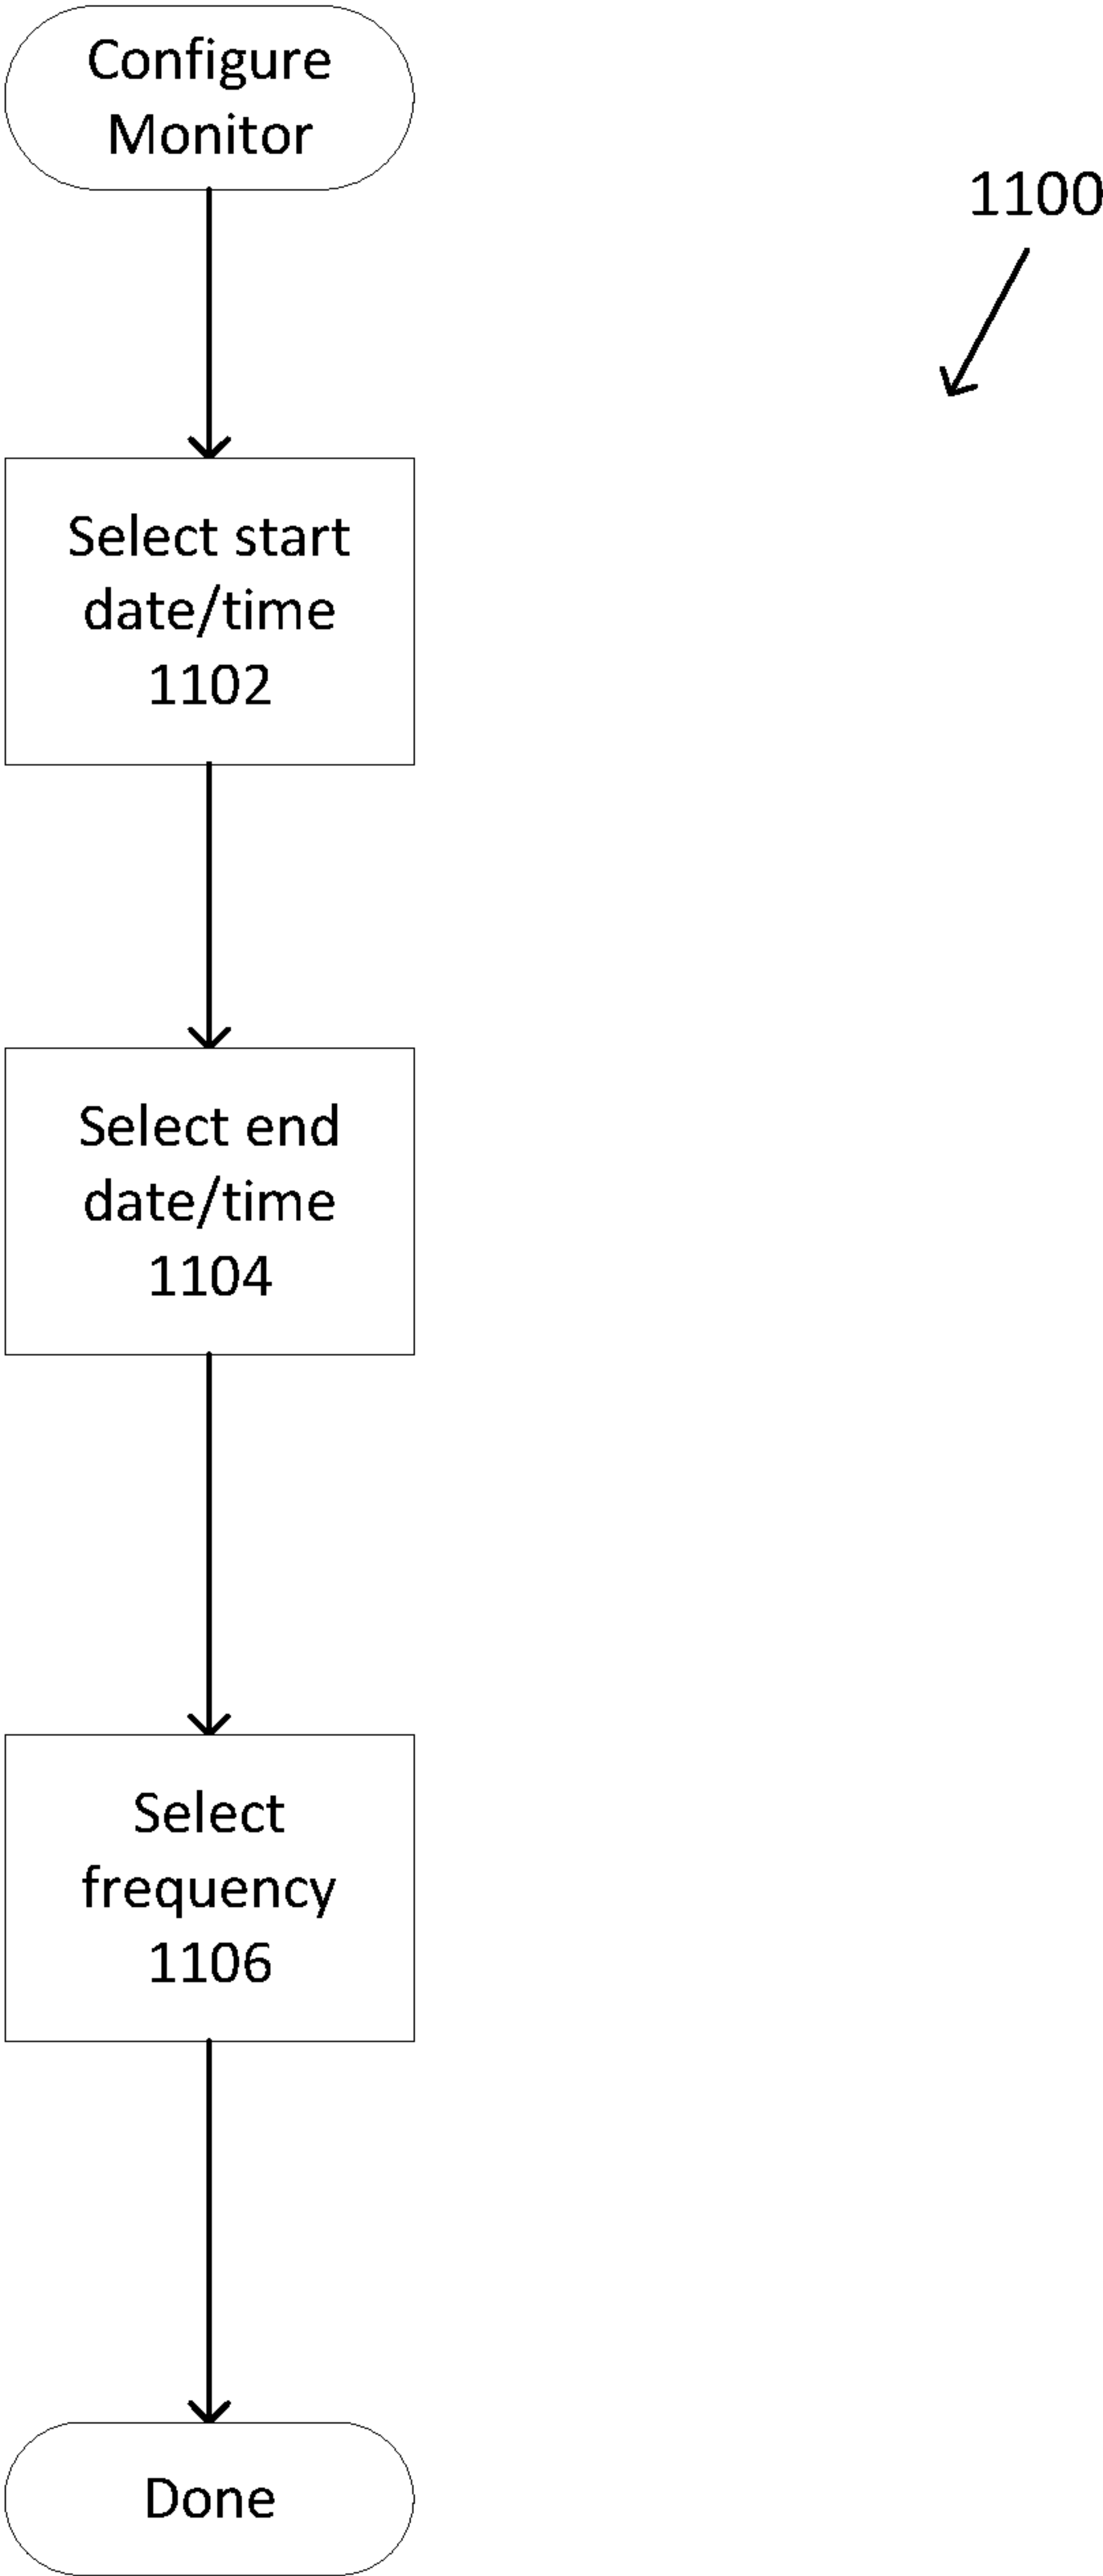 Configure
Monitor
1100
Select start
date/time
1102
Select end
date/time
1104
Select
frequency
1106
Done